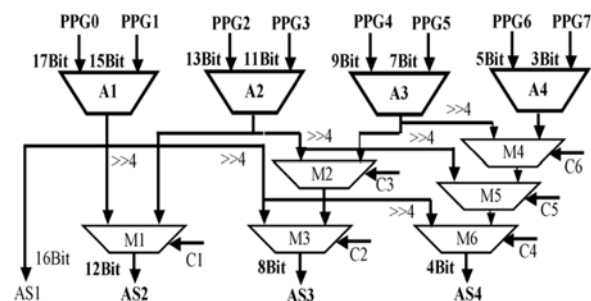 PPG0 PPG1 PPG2 PPG3 PPG4 PPG5 PPG6 PPG7
17Bit 15Bit 13Bit 11Bit 9Bit 7Bit 5Bit 3Bit
A1 A2 A3 A4
>>4 >>4 >>4 >>4
M4
C6
M2
C3
M5
C5
>>4
16Bit
M1 C1 M3 C2 M6 C4
12Bit 8Bit 4Bit
AS1 AS2 AS3 AS4